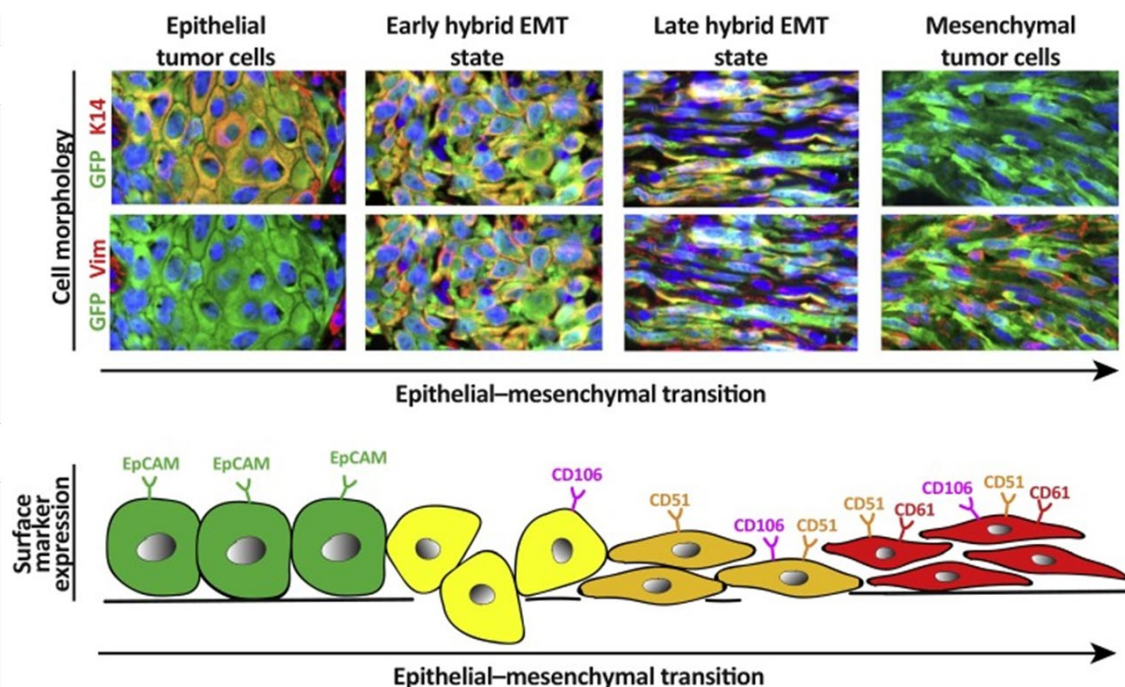 Epithelial
tumor cells
Early hybrid EMT
state
Late hybrid EMT
state
Mesenchymal
tumor cells
Cell morphology
GFP K14
GFP Vim
Epithelial–mesenchymal transition
Surface
marker
expression
EpCAM
EpCAM
EpCAM
CD106
CD51
CD106
CD51
CD51
CD61
CD106
CD51
CD61
Epithelial–mesenchymal transition